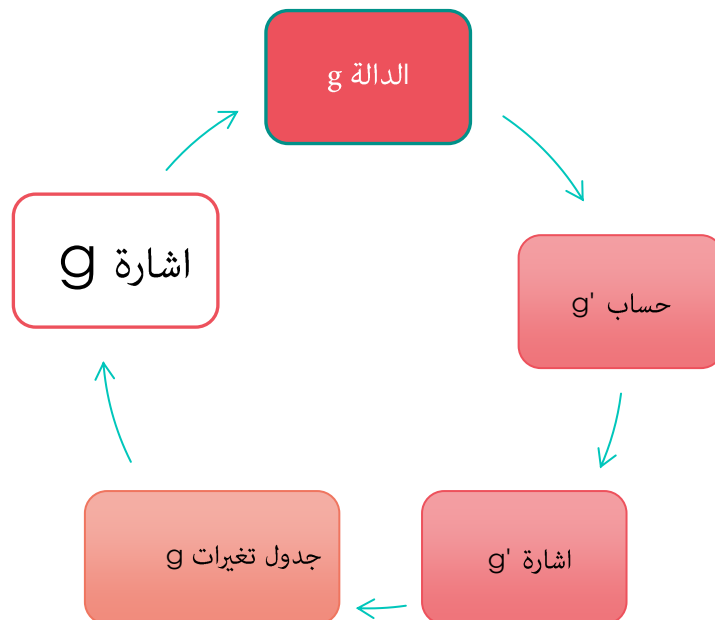 الدالة g
حساب g'
اشارة g'
جدول تغيرات g
اشارة g